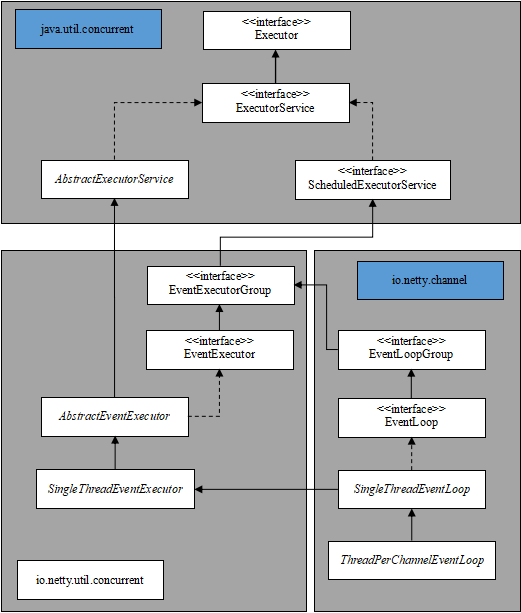 java.util.concurrent
<<interface>>
Executor
<<interface>>
ExecutorService
AbstractExecutorService
<<interface>>
ScheduledExecutorService
<<interface>>
EventExecutorGroup
io.netty.channel
<<interface>>
EventExecutor
<<interface>>
EventLoopGroup
AbstractEventExecutor
<<interface>>
EventLoop
SingleThreadEventExecutor
SingleThreadEventLoop
ThreadPerChannelEventLoop
io.netty.util.concurrent